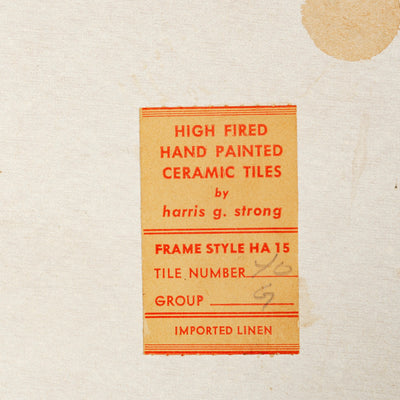 HIGH FIRED
HAND PAINTED
CERAMIC TILES
by
harris g. strong
FRAME STYLE HA 15
TILE NUMBER
GROUP
IMPORTED LINEN